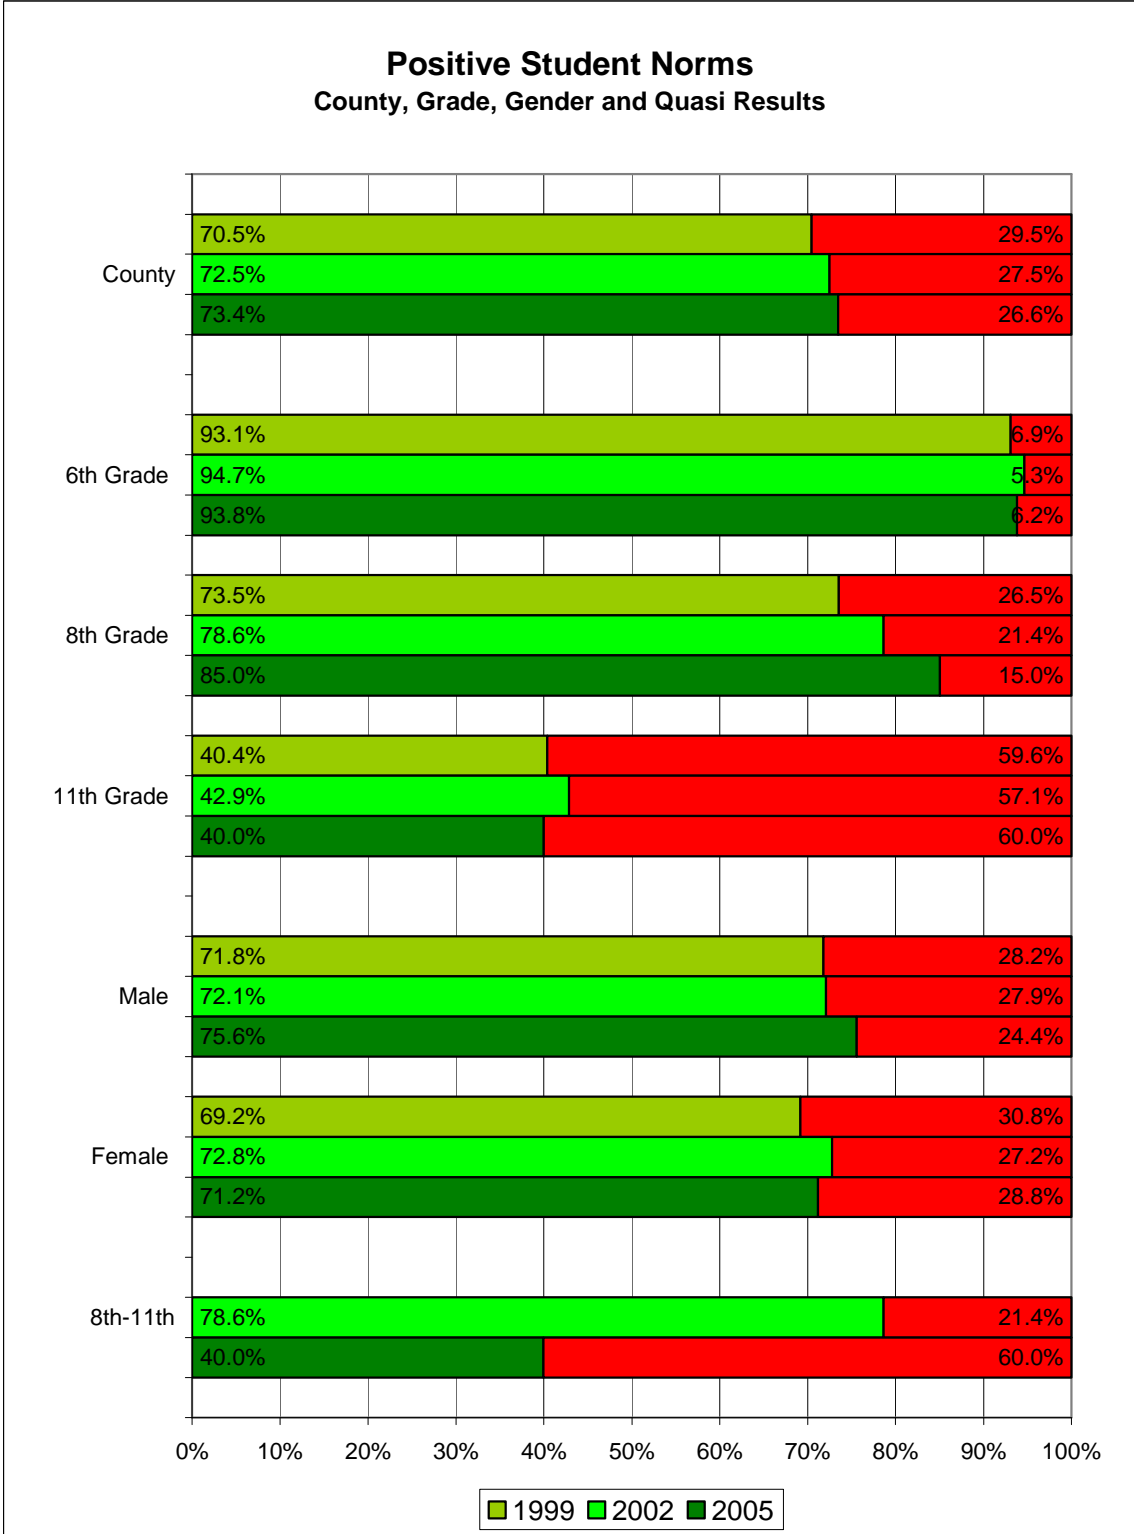 Positive Student Norms
County, Grade, Gender and Quasi Results
70.5% 29.5%
County 72.5% 27.5%
73.4% 26.6%
93.1% 6.9%
6th Grade 94.7% 5.3%
93.8% 6.2%
73.5% 26.5%
8th Grade 78.6% 21.4%
85.0% 15.0%
40.4% 59.6%
11th Grade 42.9% 57.1%
40.0% 60.0%
71.8% 28.2%
Male 72.1% 27.9%
75.6% 24.4%
69.2% 30.8%
Female 72.8% 27.2%
71.2% 28.8%
8th-11th 78.6% 21.4%
40.0% 60.0%
0% 10% 20% 30% 40% 50% 60% 70% 80% 90% 100%
1999 2002 2005